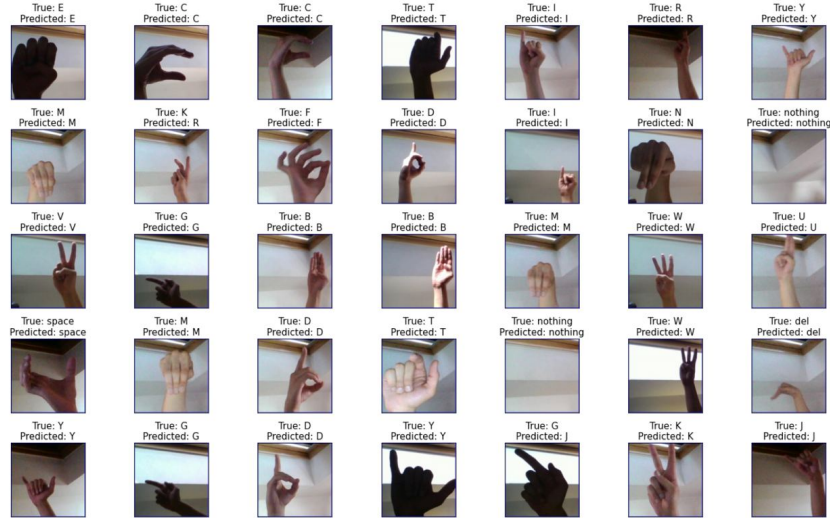 True: E
Predicted: E
True: C
Predicted: C
True: C
Predicted: C
True: T
Predicted: T
True: I
Predicted: I
True: R
Predicted: R
True: Y
Predicted: Y
True: M
Predicted: M
True: K
Predicted: R
True: F
Predicted: F
True: D
Predicted: D
True: I
Predicted: I
True: N
Predicted: N
True: nothing
Predicted: nothing
True: V
Predicted: V
True: G
Predicted: G
True: B
Predicted: B
True: B
Predicted: B
True: M
Predicted: M
True: W
Predicted: W
True: U
Predicted: U
True: space
Predicted: space
True: M
Predicted: M
True: D
Predicted: D
True: T
Predicted: T
True: nothing
Predicted: nothing
True: W
Predicted: W
True: del
Predicted: del
True: Y
Predicted: Y
True: G
Predicted: G
True: D
Predicted: D
True: Y
Predicted: Y
True: G
Predicted: J
True: K
Predicted: K
True: J
Predicted: J